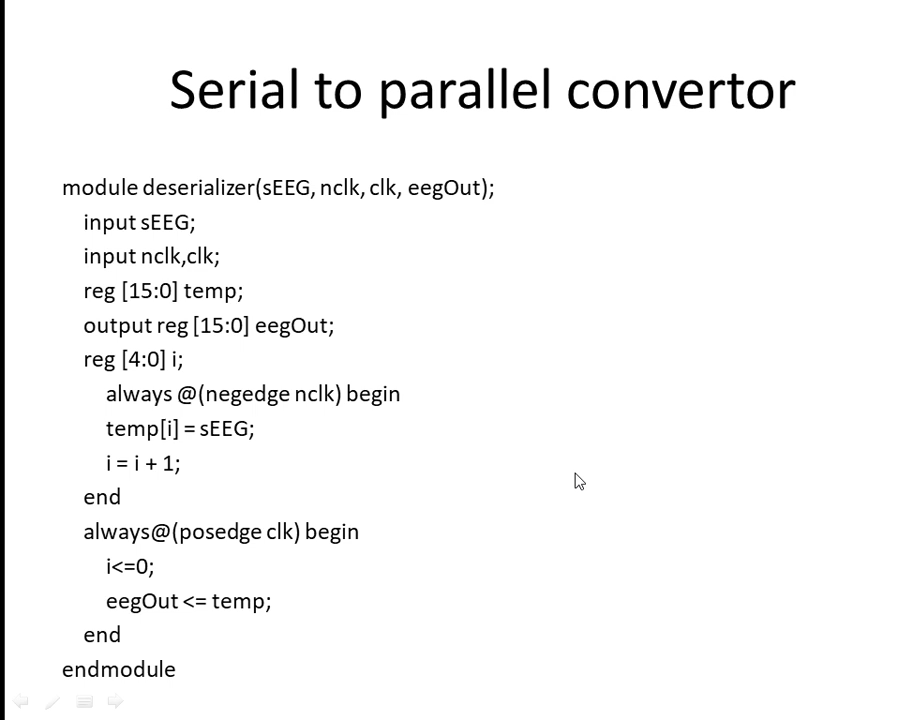 Serial to parallel convertor
module deserializer(sEEG, nclk, clk, eegOut);
input sEEG;
input nclk,clk;
reg [15:0] temp;
output reg [15:0] eegOut;
reg [4:0] i;
always @(negedge nclk) begin
temp[i] = sEEG;
i = i + 1;
end
always@(posedge clk) begin
i<=0;
eegOut <= temp;
end
endmodule